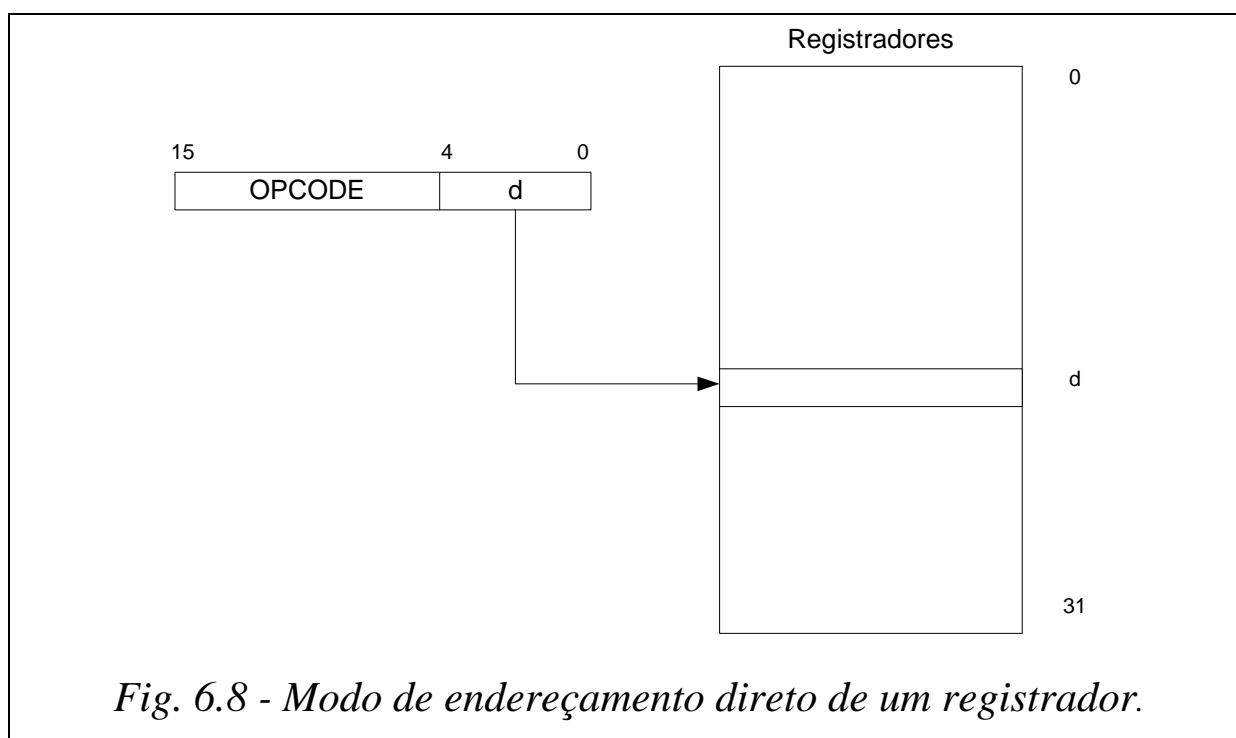 Registradores
0
15 4 0
OPCODE d
d
31
Fig. 6.8 - Modo de endereçamento direto de um registrador.